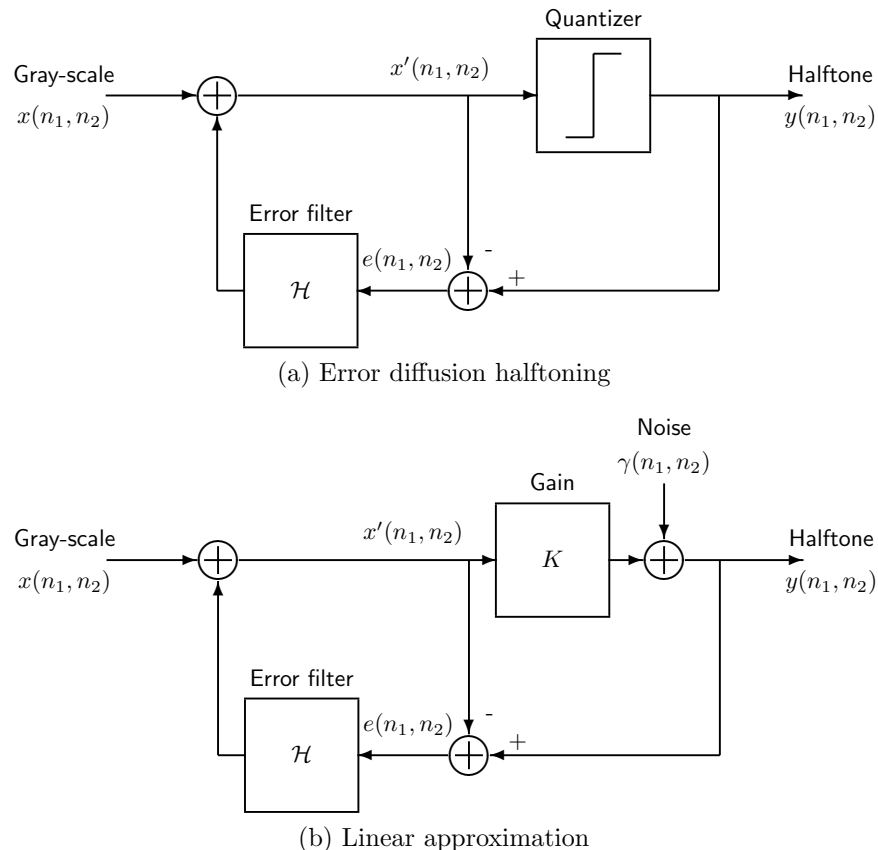 Quantizer
Gray-scale
x′(n₁, n₂)
Halftone
x(n₁, n₂)
y(n₁, n₂)
Error filter
e(n₁, n₂)
-
+
ℋ
(a) Error diffusion halftoning
Noise
γ(n₁, n₂)
Gain
Gray-scale
x′(n₁, n₂)
Halftone
x(n₁, n₂)
K
y(n₁, n₂)
Error filter
e(n₁, n₂)
-
+
ℋ
(b) Linear approximation